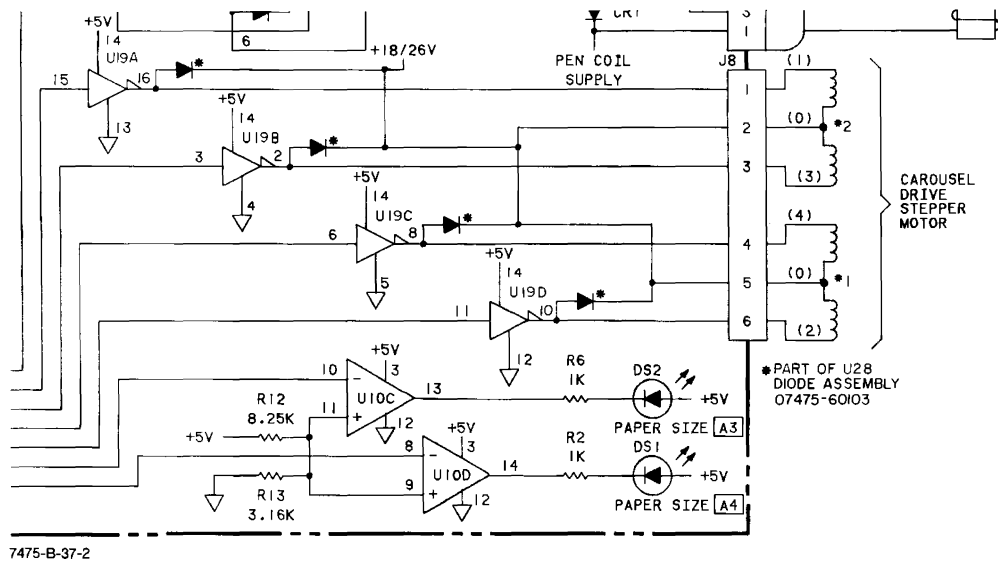 3
CR1
6
1
+5V
14
U19A
+18/26V
PEN COIL
SUPPLY
J8
15
16
*
1
(1)
13
+5V
14
U19B
2
(0)
*2
3
2
*
3
(3)
4
+5V
14
U19C
CAROUSEL
DRIVE
STEPPER
MOTOR
6
8
*
4
(4)
5
+5V
14
U19D
5
(0)
*1
11
10
*
6
(2)
12
+5V
3
R6
1K
DS2
*PART OF U28
DIODE ASSEMBLY
07475-60103
10
-
U10C
13
+5V
R12
8.25K
11
+
12
PAPER SIZE A3
+5V
+5V
3
R2
1K
DS1
8
-
U10D
14
+5V
9
+
12
R13
3.16K
PAPER SIZE A4
7475-B-37-2